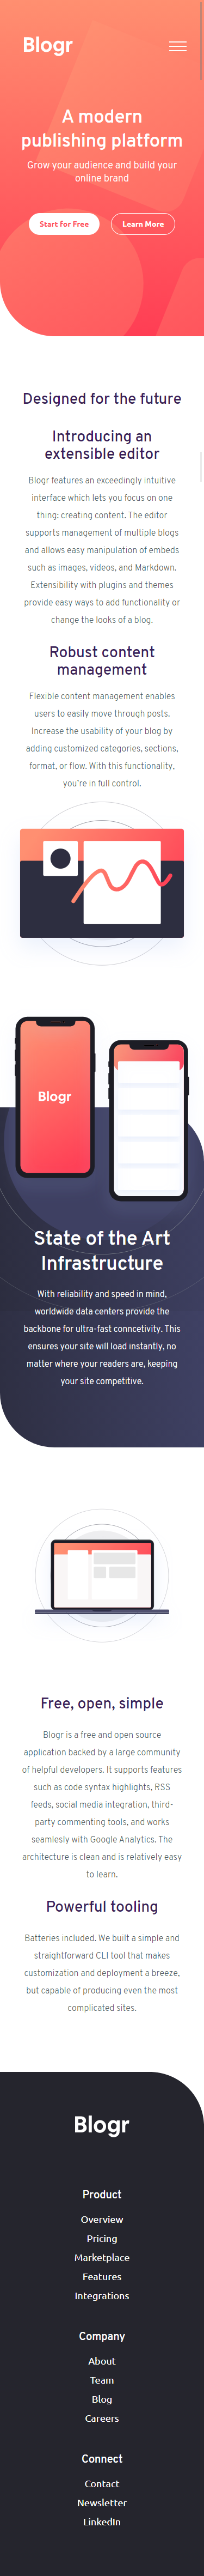 Blogr
A modern
publishing platform
Grow your audience and build your
online brand
Start for Free
Learn More
Designed for the future
Introducing an
extensible editor
Blogr features an exceedingly intuitive
interface which lets you focus on one
thing: creating content. The editor
supports management of multiple blogs
and allows easy manipulation of embeds
such as images, videos, and Markdown.
Extensibility with plugins and themes
provide easy ways to add functionality or
change the looks of a blog.
Robust content
management
Flexible content management enables
users to easily move through posts.
Increase the usability of your blog by
adding customized categories, sections,
format, or flow. With this functionality,
you're in full control.
Blogr
State of the Art
Infrastructure
With reliability and speed in mind,
worldwide data centers provide the
backbone for ultra-fast conncetivity. This
ensures your site will load instantly, no
matter where your readers are, keeping
your site competitive.
Free, open, simple
Blogr is a free and open source
application backed by a large community
of helpful developers. It supports features
such as code syntax highlights, RSS
feeds, social media integration, third-
party commenting tools, and works
seamlesly with Google Analytics. The
architecture is clean and is relatively easy
to learn.
Powerful tooling
Batteries included. We built a simple and
straightforward CLI tool that makes
customization and deployment a breeze,
but capable of producing even the most
complicated sites.
Blogr
Product
Overview
Pricing
Marketplace
Features
Integrations
Company
About
Team
Blog
Careers
Connect
Contact
Newsletter
LinkedIn